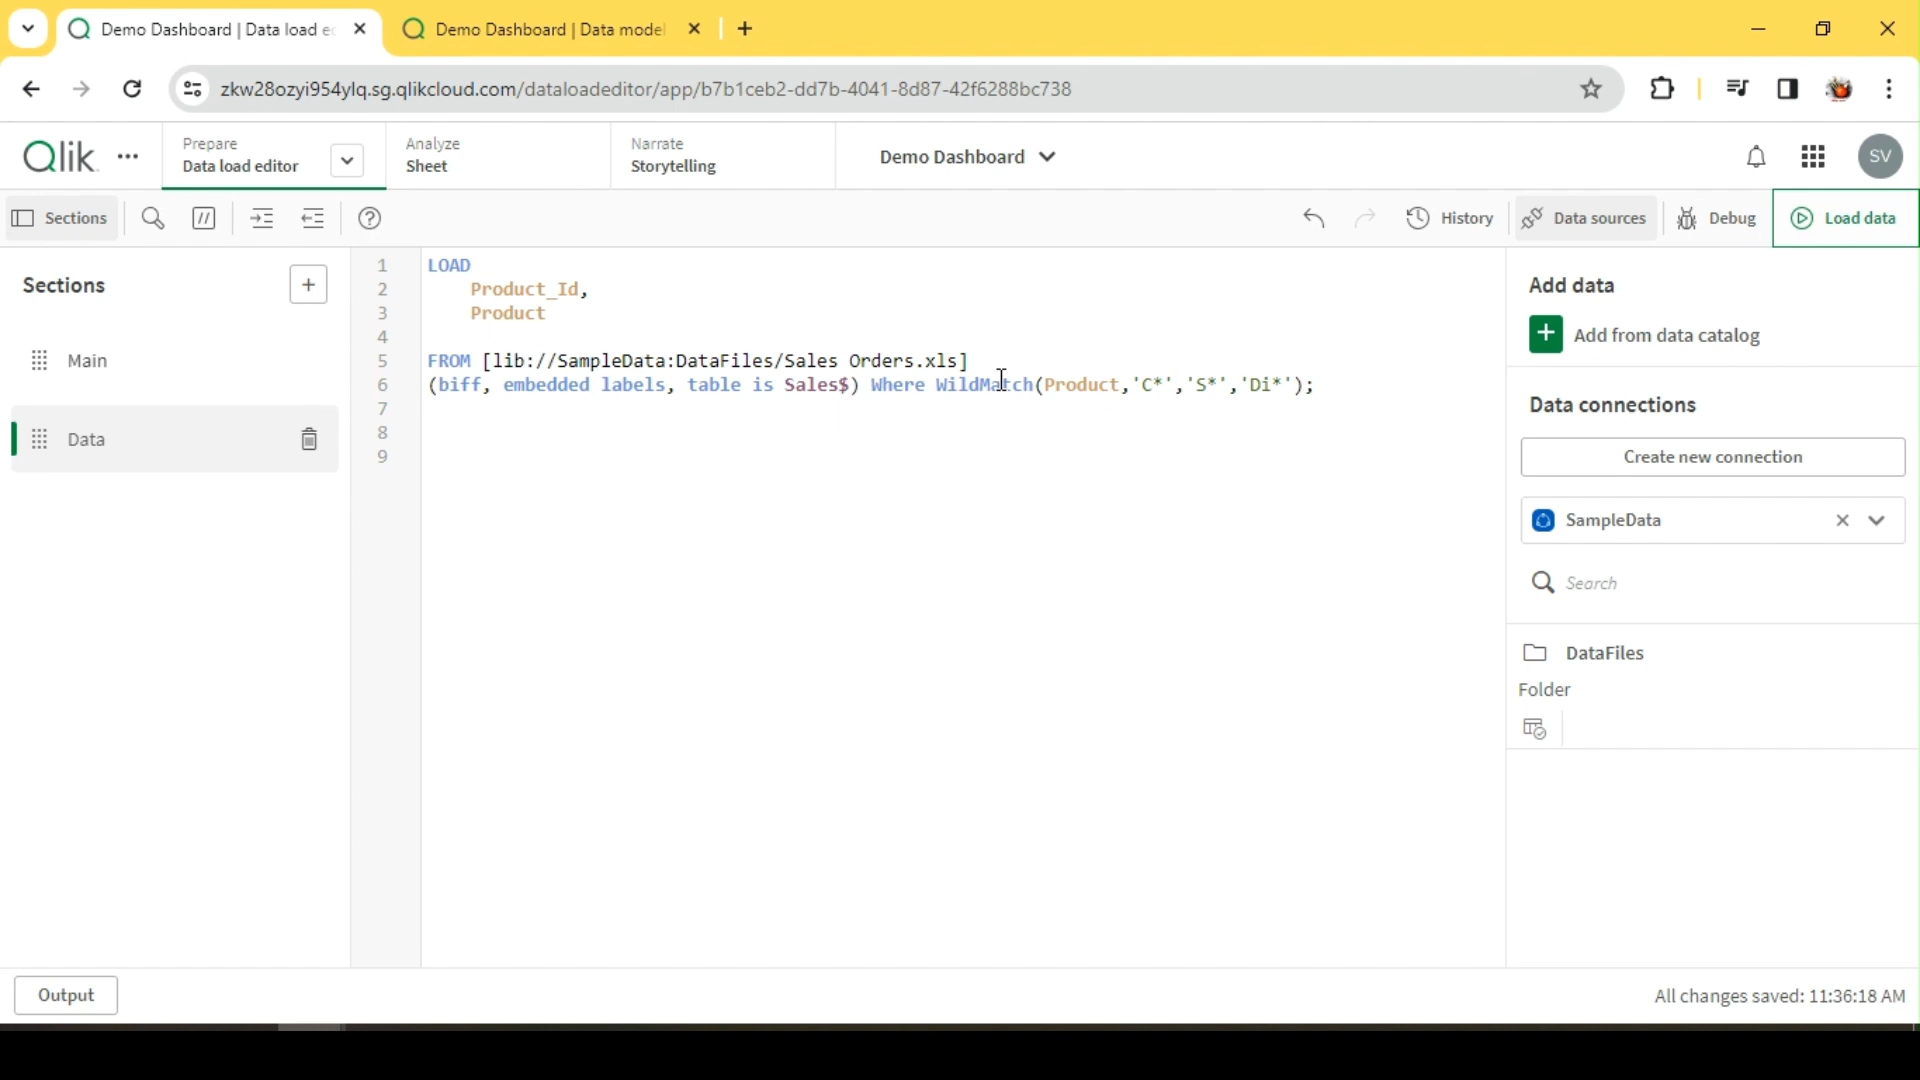 Demo Dashboard | Data load e
Demo Dashboard | Data model
zkw28ozyi954ylq.sg.qlikcloud.com/dataloadeditor/app/b7b1ceb2-dd7b-4041-8d87-42f6288bc738
Qlik
Prepare
Data load editor
Analyze
Sheet
Narrate
Storytelling
Demo Dashboard
SV
Sections
//
?
History
Data sources
Debug
Load data
Sections
Main
Data
1 LOAD
2 Product_Id,
3 Product
4
5 FROM [lib://SampleData:DataFiles/Sales Orders.xls]
6 (biff, embedded labels, table is Sales$) Where WildMatch(Product,'C*','S*','Di*');
7
8
9
Add data
Add from data catalog
Data connections
Create new connection
SampleData
Search
DataFiles
Folder
Output
All changes saved: 11:36:18 AM